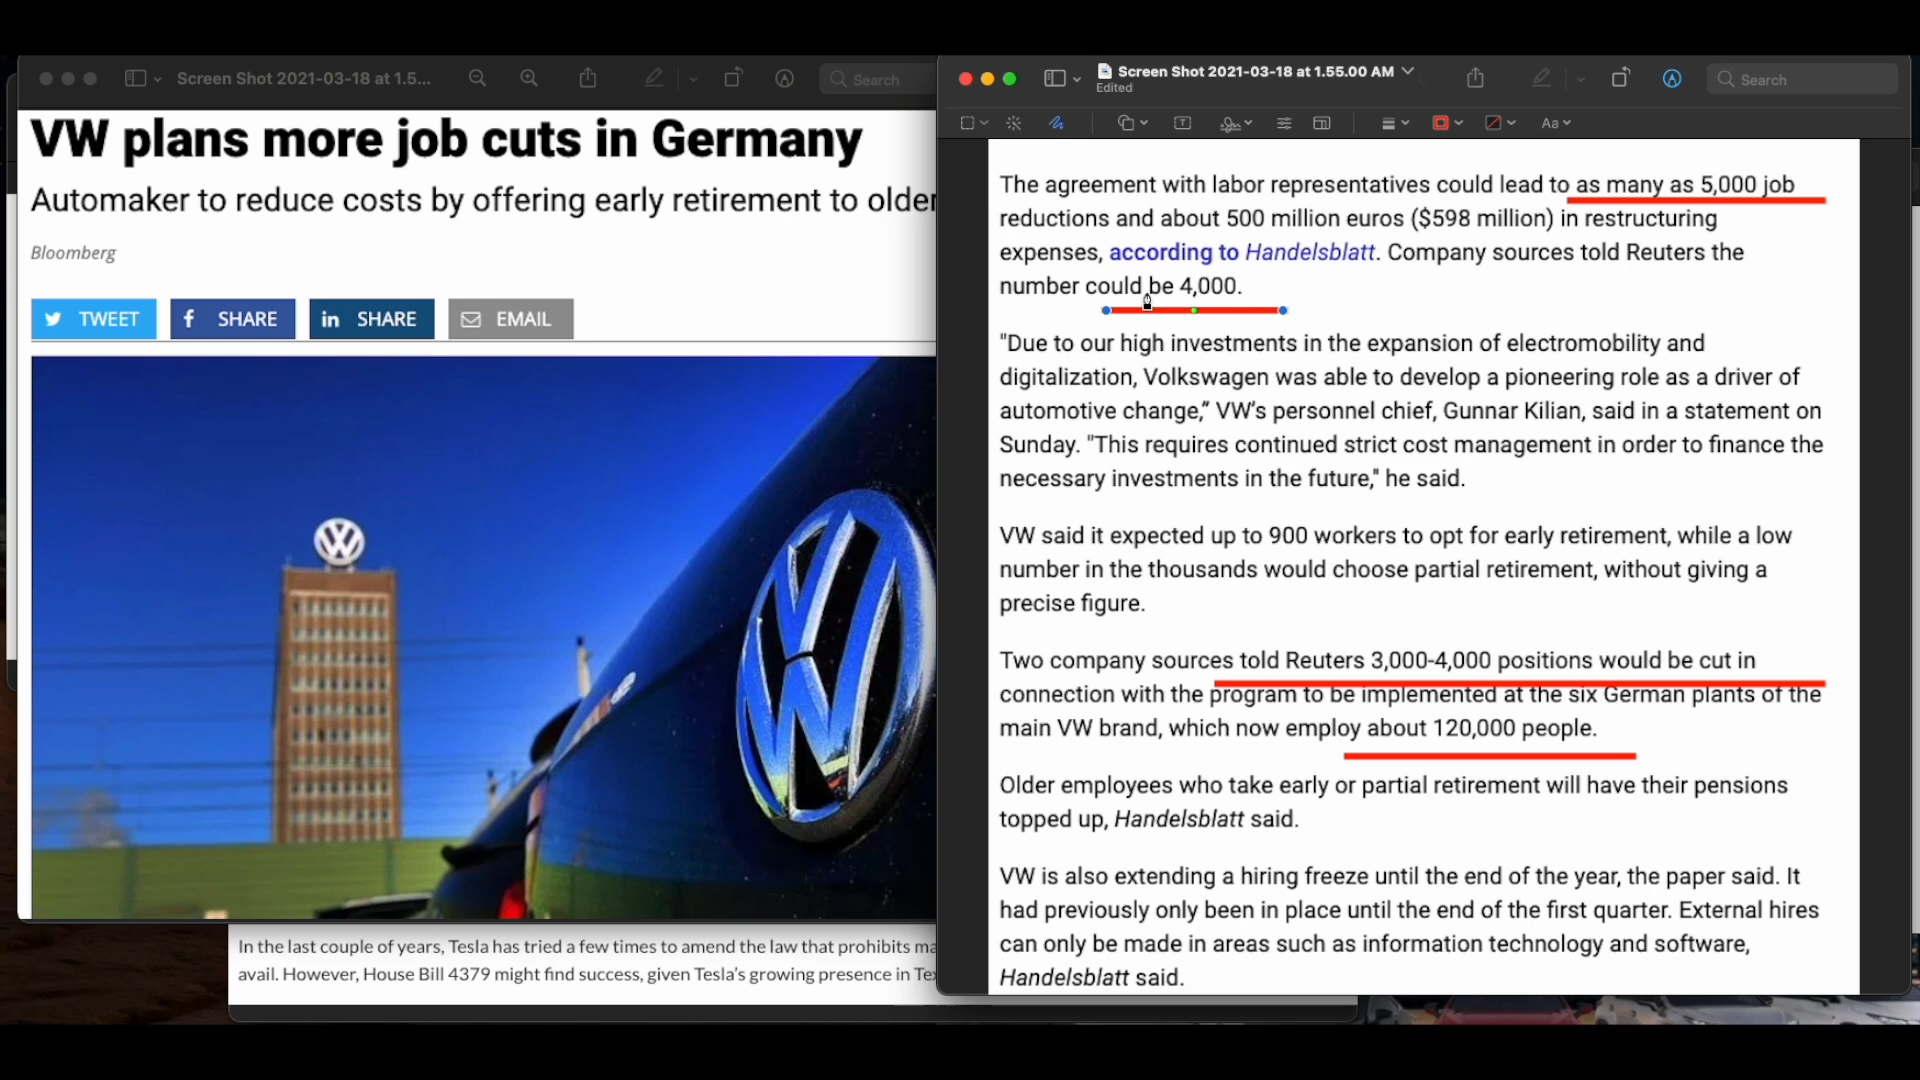 Screen Shot 2021-03-18 at 1.5...
Search
VW plans more job cuts in Germany
Automaker to reduce costs by offering early retirement to older
Bloomberg
TWEET
SHARE
SHARE
EMAIL
In the last couple of years, Tesla has tried a few times to amend the law that prohibits
avail. However, House Bill 4379 might find success, given Tesla's growing presence in
Screen Shot 2021-03-18 at 1.55.00 AM
Edited
Search
Aa
The agreement with labor representatives could lead to as many as 5,000 job
reductions and about 500 million euros ($598 million) in restructuring
expenses, according to Handelsblatt. Company sources told Reuters the
number could be 4,000.
"Due to our high investments in the expansion of electromobility and
digitalization, Volkswagen was able to develop a pioneering role as a driver of
automotive change,” VW’s personnel chief, Gunnar Kilian, said in a statement on
Sunday. "This requires continued strict cost management in order to finance the
necessary investments in the future," he said.
VW said it expected up to 900 workers to opt for early retirement, while a low
number in the thousands would choose partial retirement, without giving a
precise figure.
Two company sources told Reuters 3,000-4,000 positions would be cut in
connection with the program to be implemented at the six German plants of the
main VW brand, which now employ about 120,000 people.
Older employees who take early or partial retirement will have their pensions
topped up, Handelsblatt said.
VW is also extending a hiring freeze until the end of the year, the paper said. It
had previously only been in place until the end of the first quarter. External hires
can only be made in areas such as information technology and software,
Handelsblatt said.